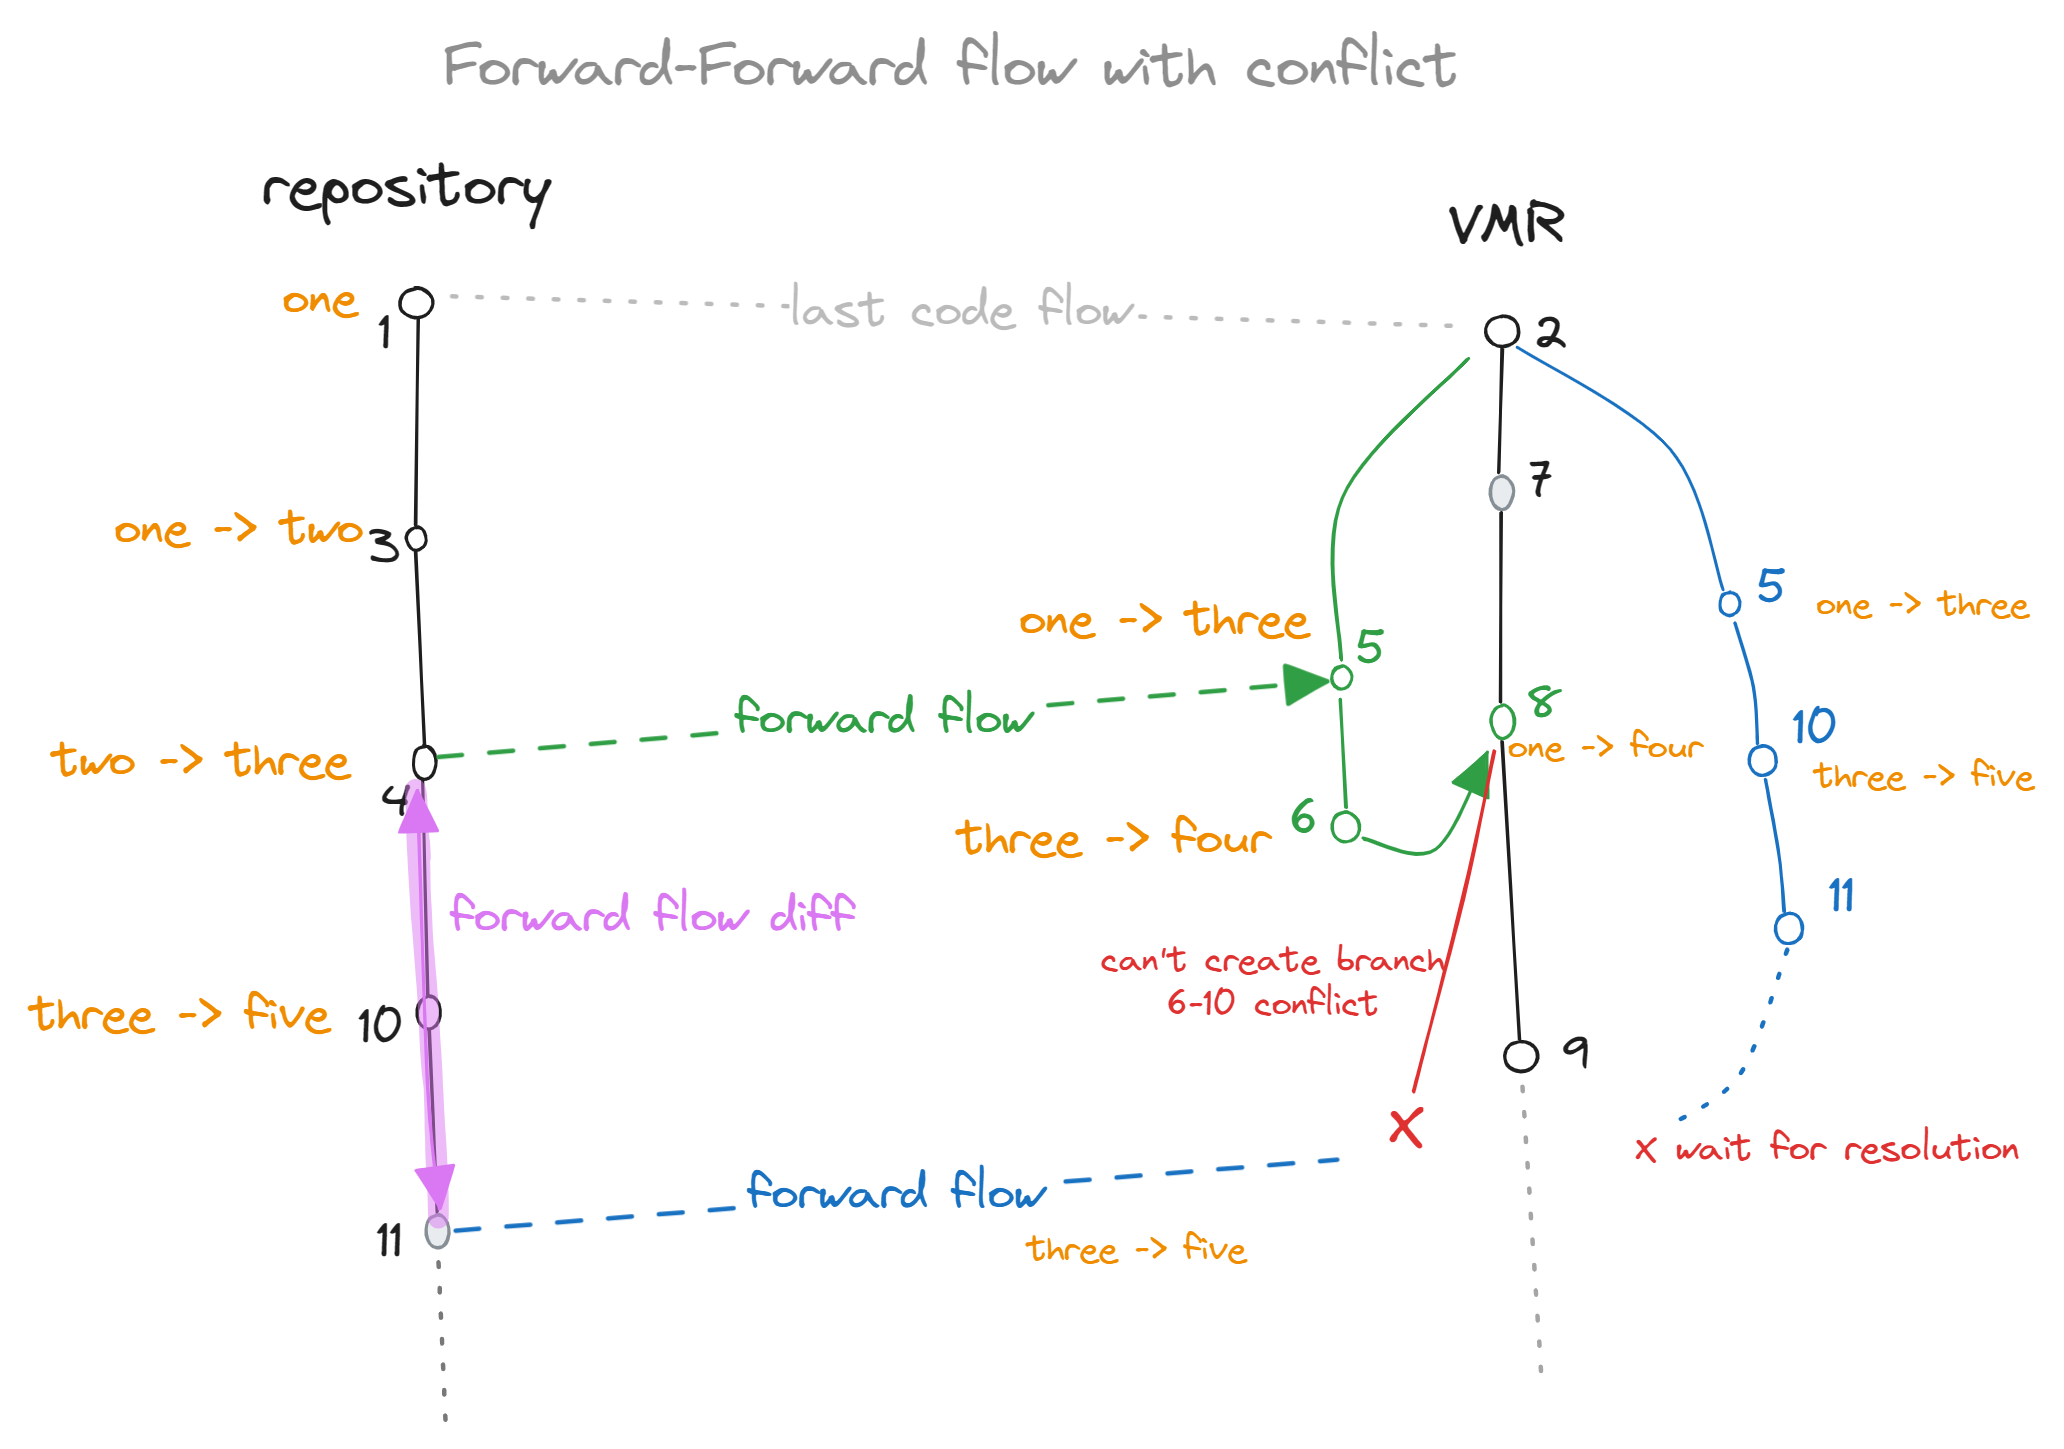 Forward-Forward flow with conflict
repository
VMR
one
1
last code flow
2
7
one -> two
3
5
one -> three
one -> three
5
two -> three
4
forward flow
8
one -> four
10
three -> five
three -> four
6
forward flow diff
11
can't create branch
6-10 conflict
three -> five
10
9
x
x wait for resolution
forward flow
three -> five
11